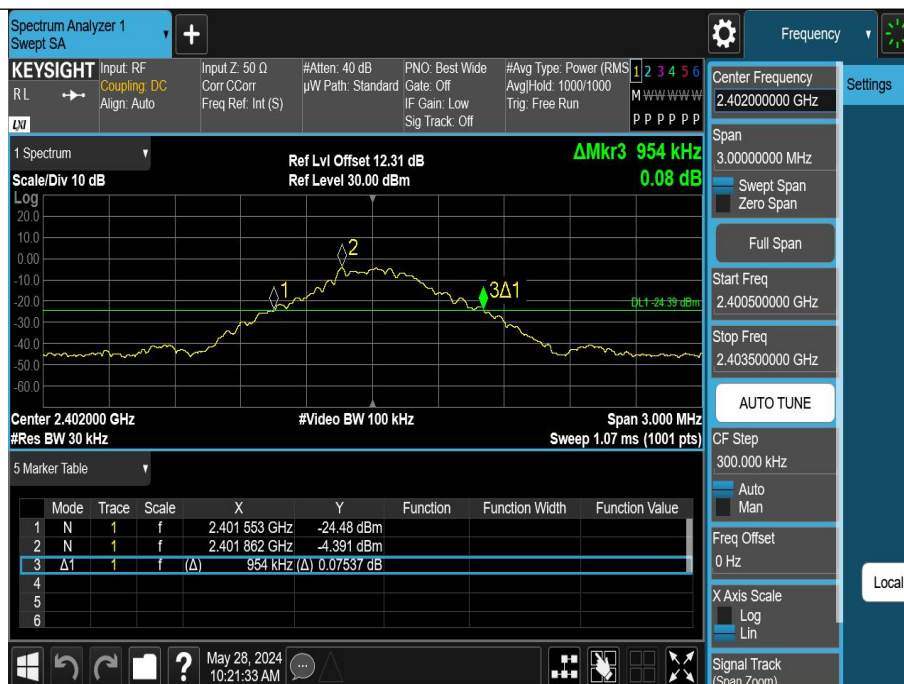 Spectrum Analyzer 1
Swept SA
+
Frequency
KEYSIGHT
RL
LXI
Input: RF
Coupling: DC
Align: Auto
Input Z: 50 Ω
Corr CCorr
Freq Ref: Int (S)
#Atten: 40 dB
µW Path: Standard
PNO: Best Wide
Gate: Off
IF Gain: Low
Sig Track: Off
#Avg Type: Power (RMS
Avg|Hold: 1000/1000
Trig: Free Run
1 2 3 4 5 6
M W W W W W
P P P P P P
1 Spectrum
Scale/Div 10 dB
Ref Lvl Offset 12.31 dB
Ref Level 30.00 dBm
ΔMkr3 954 kHz
0.08 dB
Log
20.0
10.0
0.00
-10.0
-20.0
-30.0
-40.0
-50.0
-60.0
2
1
3Δ1
DL1 -24.39 dBm
Center 2.402000 GHz
#Video BW 100 kHz
Span 3.000 MHz
#Res BW 30 kHz
Sweep 1.07 ms (1001 pts)
5 Marker Table
Mode Trace Scale X Y Function Function Width Function Value
1 N 1 f 2.401 553 GHz -24.48 dBm
2 N 1 f 2.401 862 GHz -4.391 dBm
3 Δ1 1 f (Δ) 954 kHz (Δ) 0.07537 dB
4
5
6
?
May 28, 2024
10:21:33 AM
Center Frequency
2.402000000 GHz
Settings
Span
3.00000000 MHz
Swept Span
Zero Span
Full Span
Start Freq
2.400500000 GHz
Stop Freq
2.403500000 GHz
AUTO TUNE
CF Step
300.000 kHz
Auto
Man
Freq Offset
0 Hz
Local
X Axis Scale
Log
Lin
Signal Track
(Span Zoom)